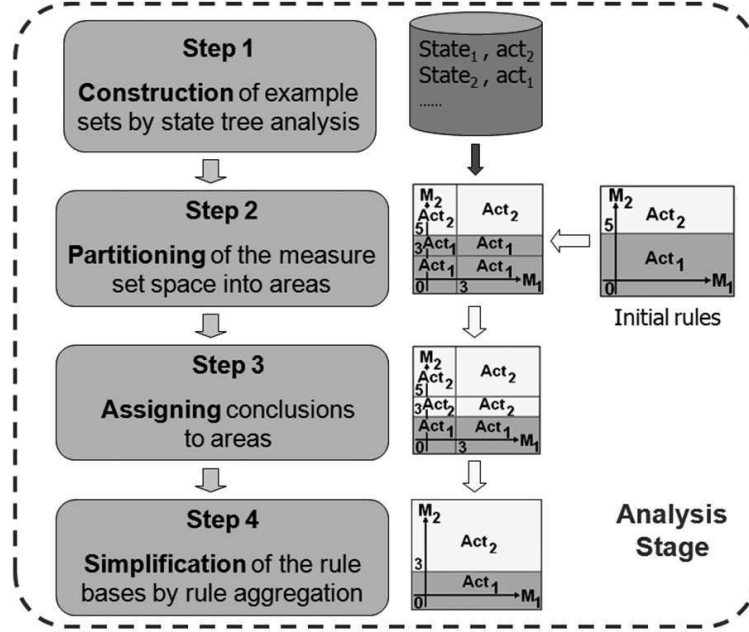 Step 1
Construction of example
sets by state tree analysis
State₁ , act₂
State₂ , act₁
......
Step 2
Partitioning of the measure
set space into areas
M₂
Act₂ Act₂
5
3 Act₁ Act₁
Act₁ Act₁
0 3 M₁
M₂
5 Act₂
Act₁
0 M₁
Initial rules
Step 3
Assigning conclusions
to areas
M₂
Act₂ Act₂
5
3 Act₂ Act₂
Act₁ Act₁
0 3 M₁
Step 4
Simplification of the rule
bases by rule aggregation
M₂
Act₂
3
Act₁
0 M₁
Analysis
Stage